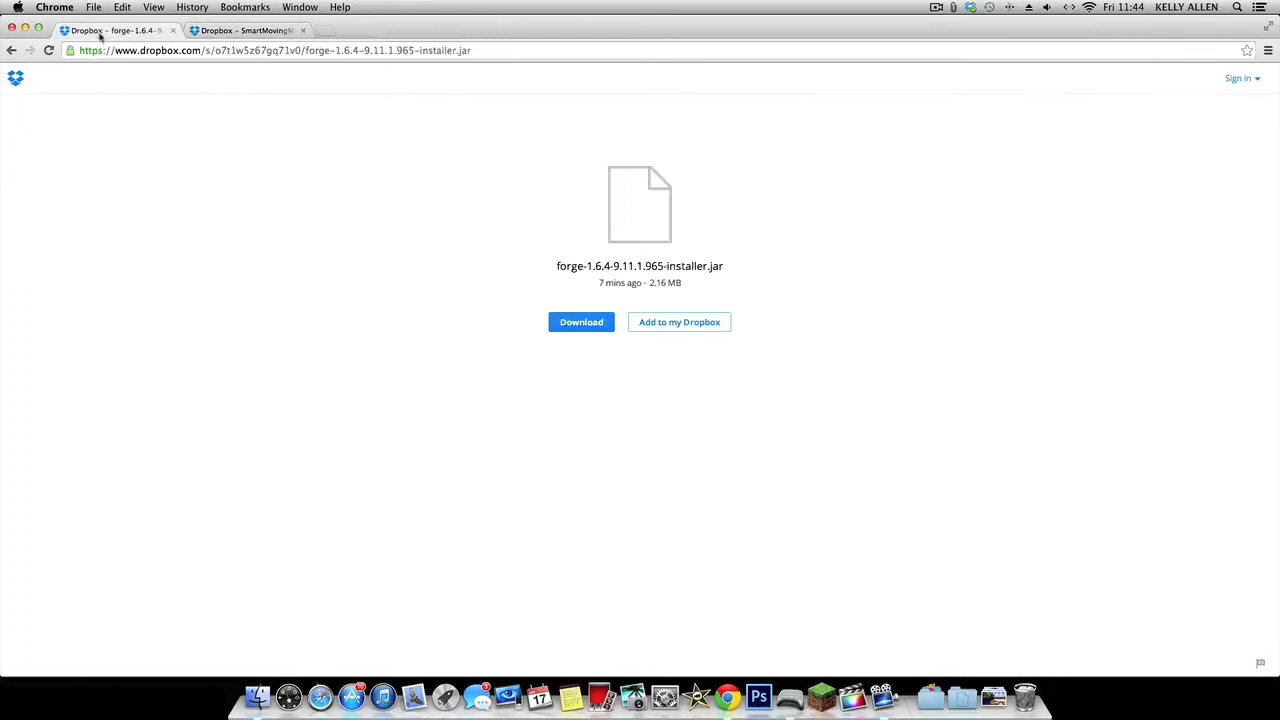 Chrome File Edit View History Bookmarks Window Help Fri 11:44 KELLY ALLEN
Dropbox - forge-1.6.4-9. Dropbox - SmartMovingM
https://www.dropbox.com/s/o7t1w5z67gq71v0/forge-1.6.4-9.11.1.965-installer.jar
Sign in
forge-1.6.4-9.11.1.965-installer.jar
7 mins ago · 2.16 MB
Download Add to my Dropbox
17 Ps